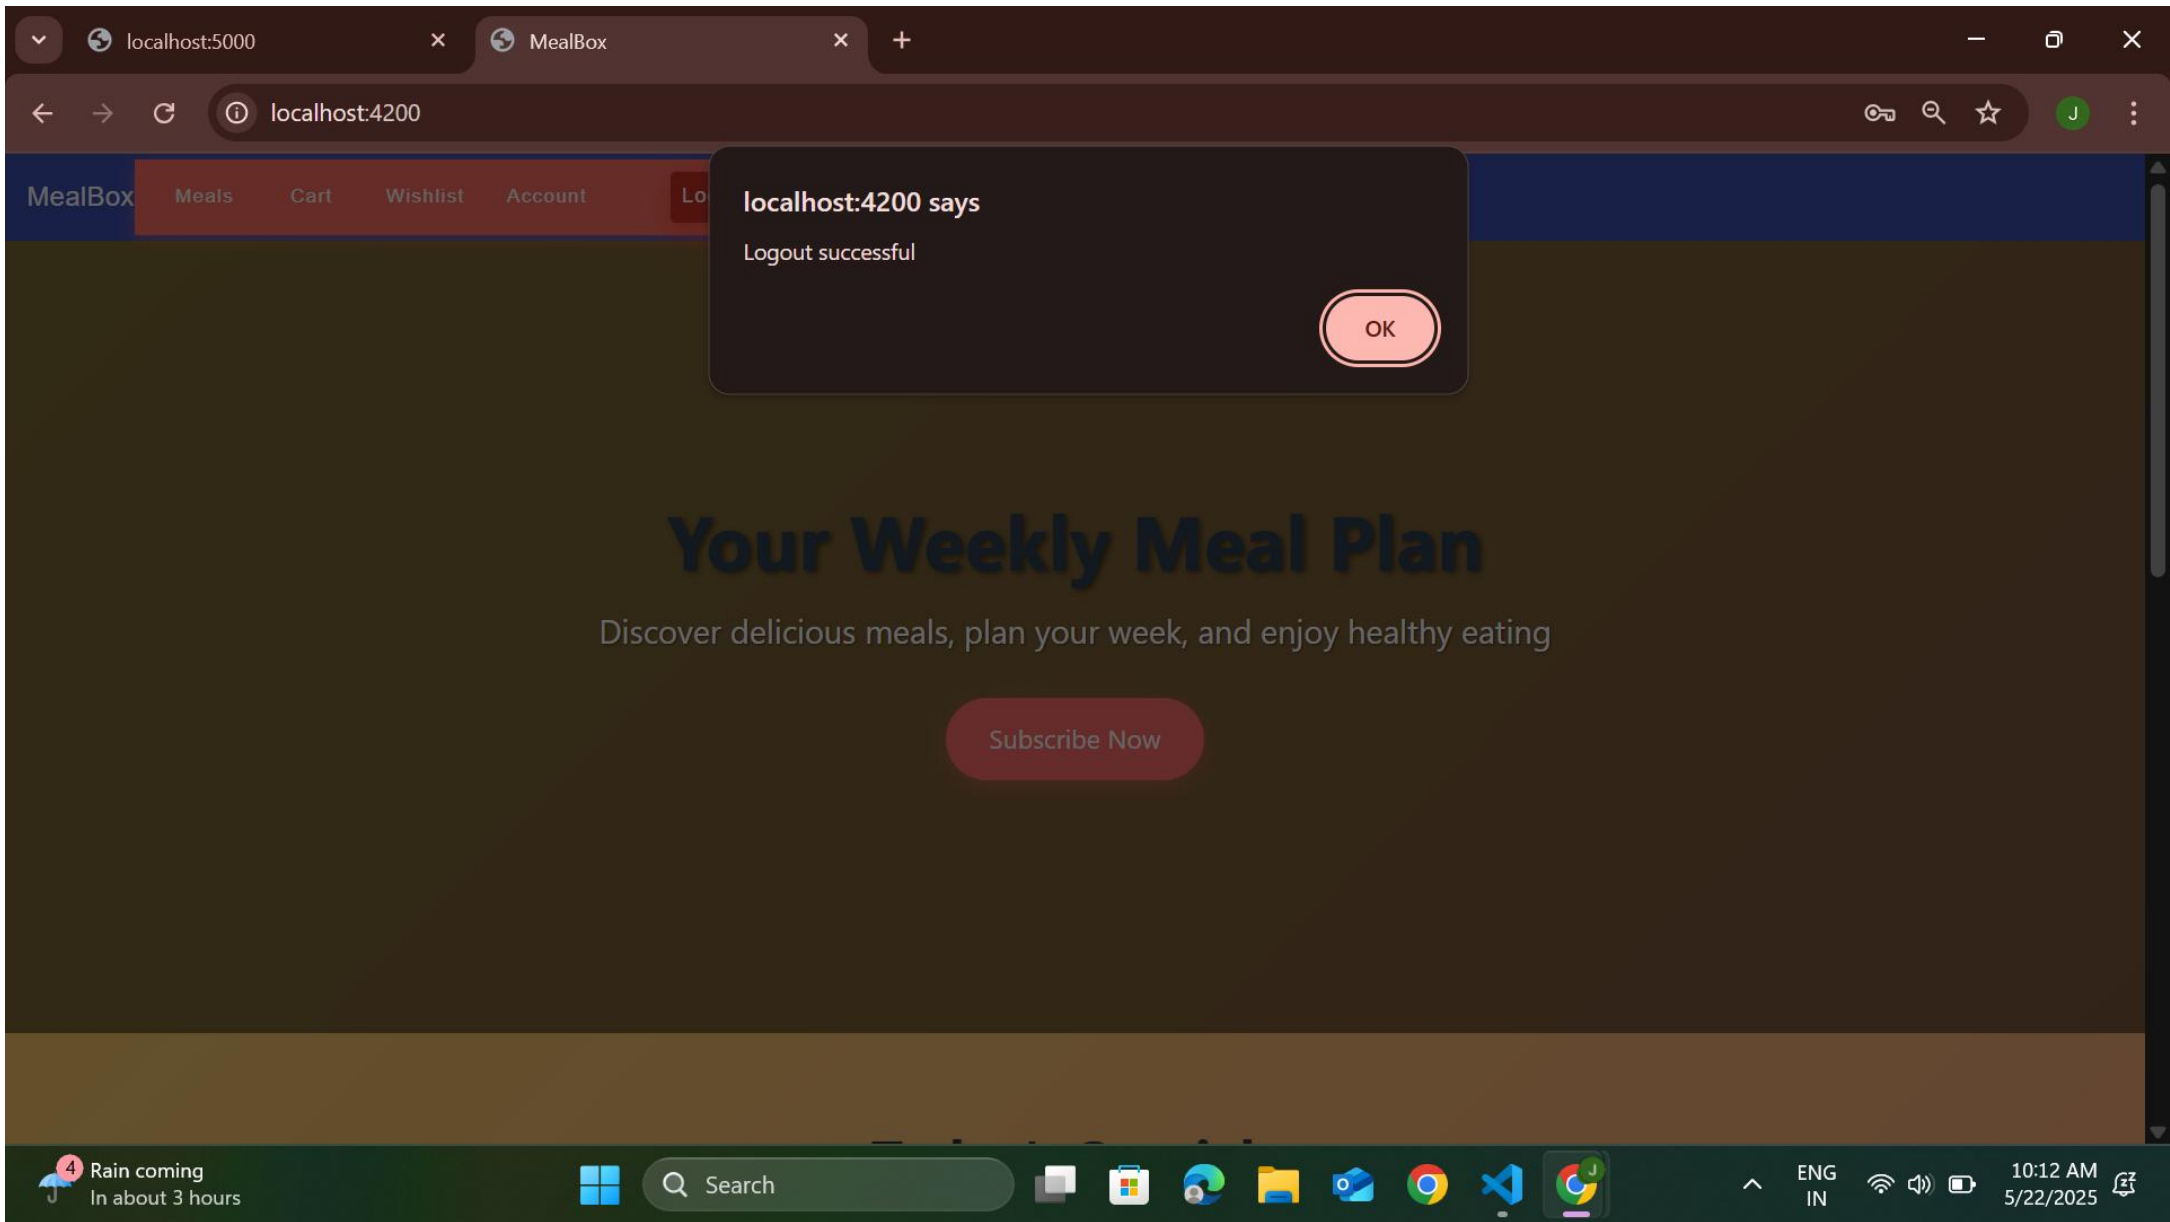 localhost:5000
MealBox
localhost:4200
J
MealBox
Meals
Cart
Wishlist
Account
Lo
localhost:4200 says
Logout successful
OK
Your Weekly Meal Plan
Discover delicious meals, plan your week, and enjoy healthy eating
Subscribe Now
4
Rain coming
In about 3 hours
Search
J
ENG
IN
10:12 AM
5/22/2025